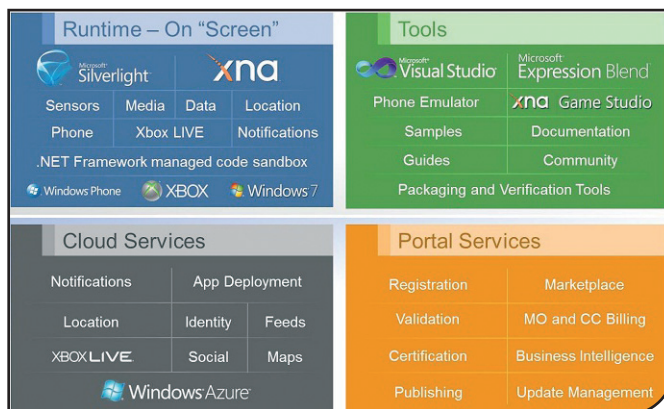 Runtime – On “Screen”
Microsoft® Silverlight™ xna
Sensors Media Data Location
Phone Xbox LIVE Notifications
.NET Framework managed code sandbox
Windows Phone XBOX Windows 7
Tools
Microsoft® Visual Studio® Microsoft® Expression Blend™
Phone Emulator xna Game Studio
Samples Documentation
Guides Community
Packaging and Verification Tools
Cloud Services
Notifications App Deployment
Location Identity Feeds
XBOX LIVE Social Maps
Windows Azure™
Portal Services
Registration Marketplace
Validation MO and CC Billing
Certification Business Intelligence
Publishing Update Management